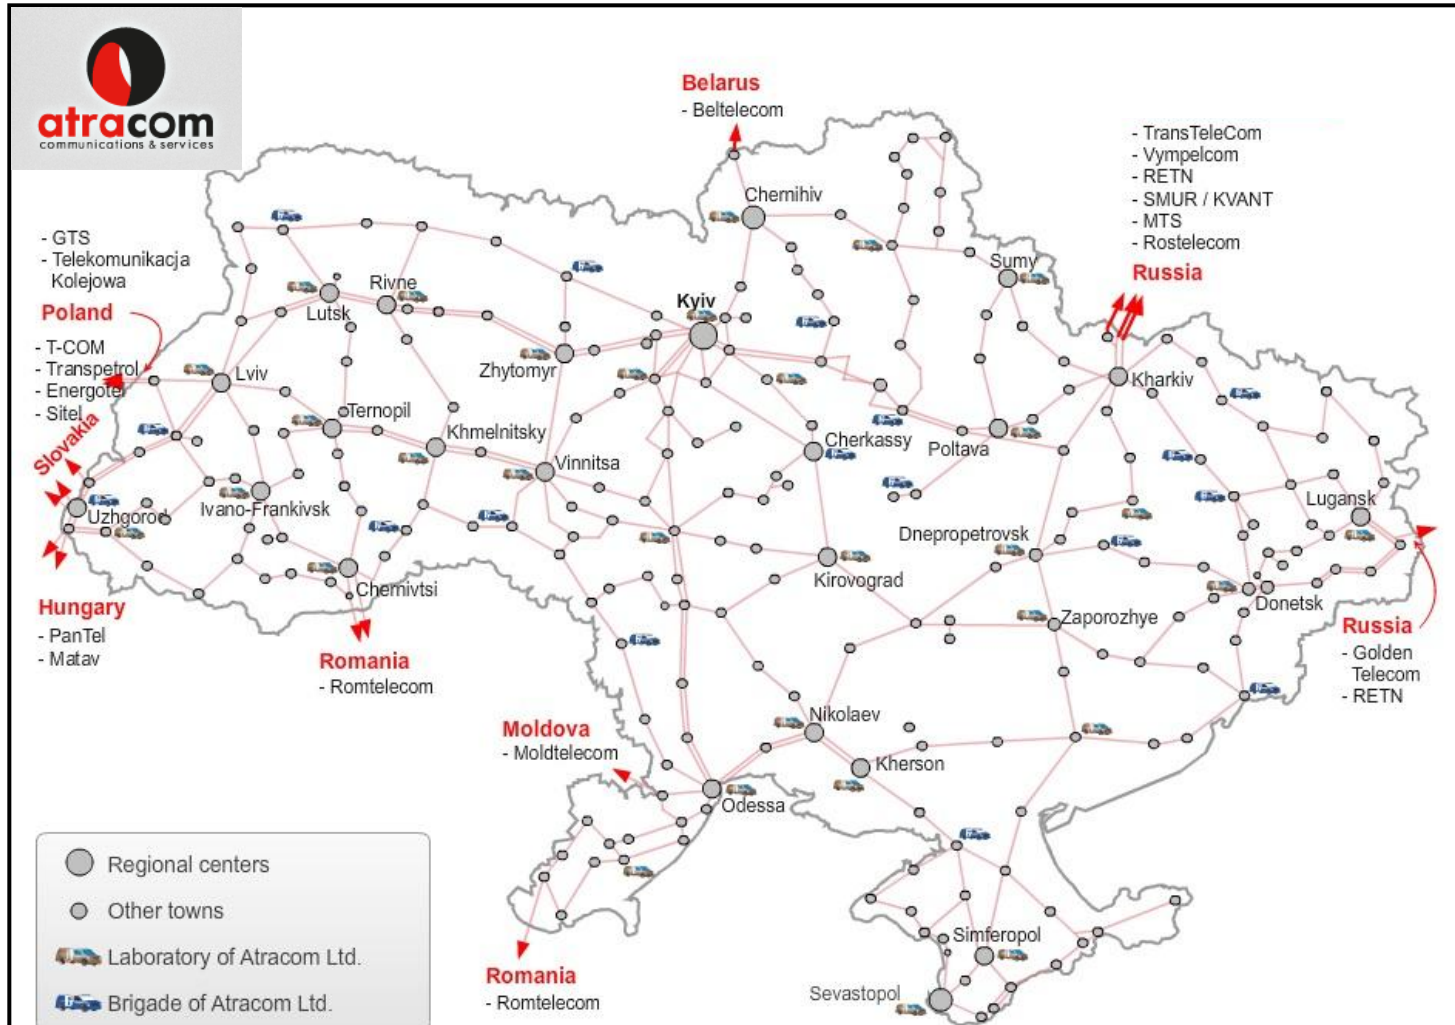 atracom
communications & services
Belarus
- Beltelecom
- TransTeleCom
- Vympelcom
- RETN
- SMUR / KVANT
- MTS
- Rostelecom
Russia
- GTS
- Telekomunikacja
Kolejowa
Poland
- T-COM
- Transpetrol
- Energotel
- Sitel
Slovakia
Chernihiv
Sumy
Rivne
Lutsk
Kyiv
Zhytomyr
Lviv
Kharkiv
Ternopil
Khmelnitsky
Cherkassy
Poltava
Vinnitsa
Lugansk
Uzhgorod
Ivano-Frankivsk
Dnepropetrovsk
Kirovograd
Chernivtsi
Donetsk
Zaporozhye
Hungary
- PanTel
- Matav
Romania
- Romtelecom
Russia
- Golden
Telecom
- RETN
Moldova
- Moldtelecom
Nikolaev
Kherson
Odessa
Simferopol
Sevastopol
Romania
- Romtelecom
Regional centers
Other towns
Laboratory of Atracom Ltd.
Brigade of Atracom Ltd.